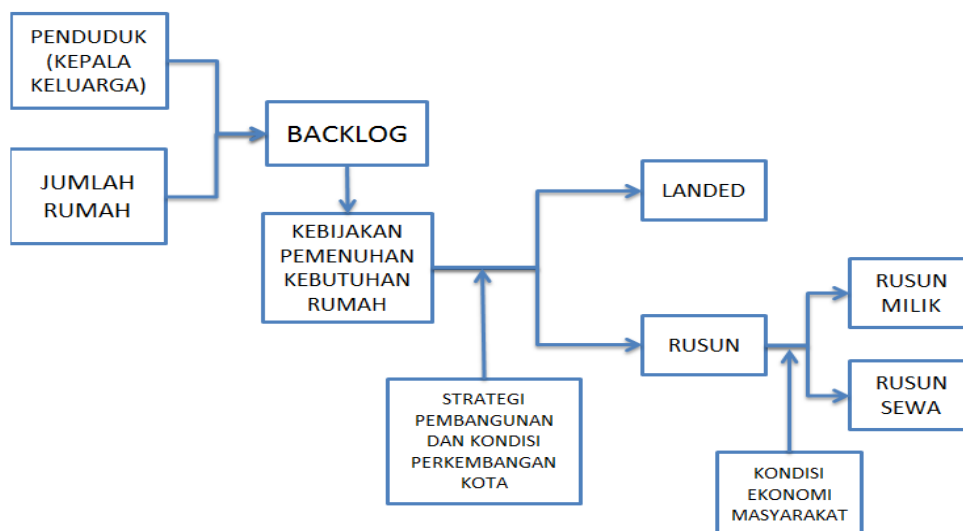 PENDUDUK
(KEPALA
KELUARGA)
JUMLAH
RUMAH
BACKLOG
KEBIJAKAN
PEMENUHAN
KEBUTUHAN
RUMAH
STRATEGI
PEMBANGUNAN
DAN KONDISI
PERKEMBANGAN
KOTA
LANDED
RUSUN
KONDISI
EKONOMI
MASYARAKAT
RUSUN
MILIK
RUSUN
SEWA